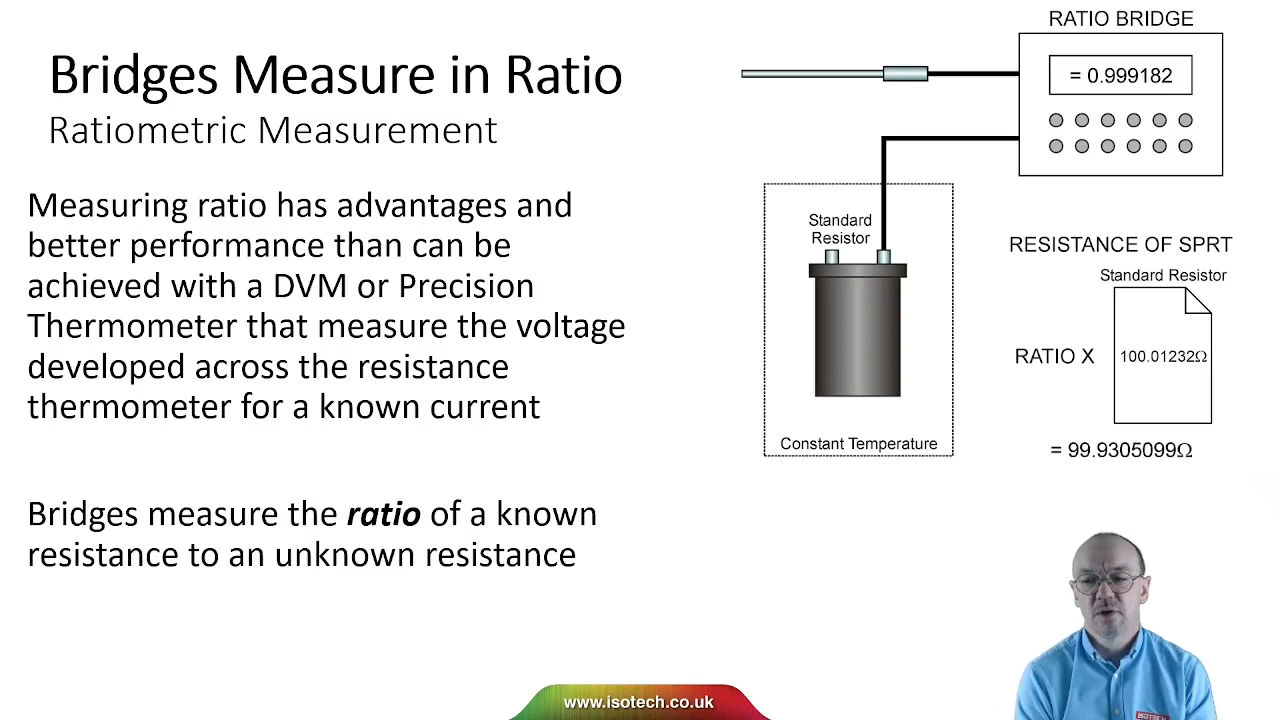 Bridges Measure in Ratio
Ratiometric Measurement
Measuring ratio has advantages and
better performance than can be
achieved with a DVM or Precision
Thermometer that measure the voltage
developed across the resistance
thermometer for a known current
Bridges measure the ratio of a known
resistance to an unknown resistance
RATIO BRIDGE
= 0.999182
Standard
Resistor
Constant Temperature
RESISTANCE OF SPRT
Standard Resistor
RATIO X
100.01232Ω
= 99.9305099Ω
www.isotech.co.uk
ISOTECH